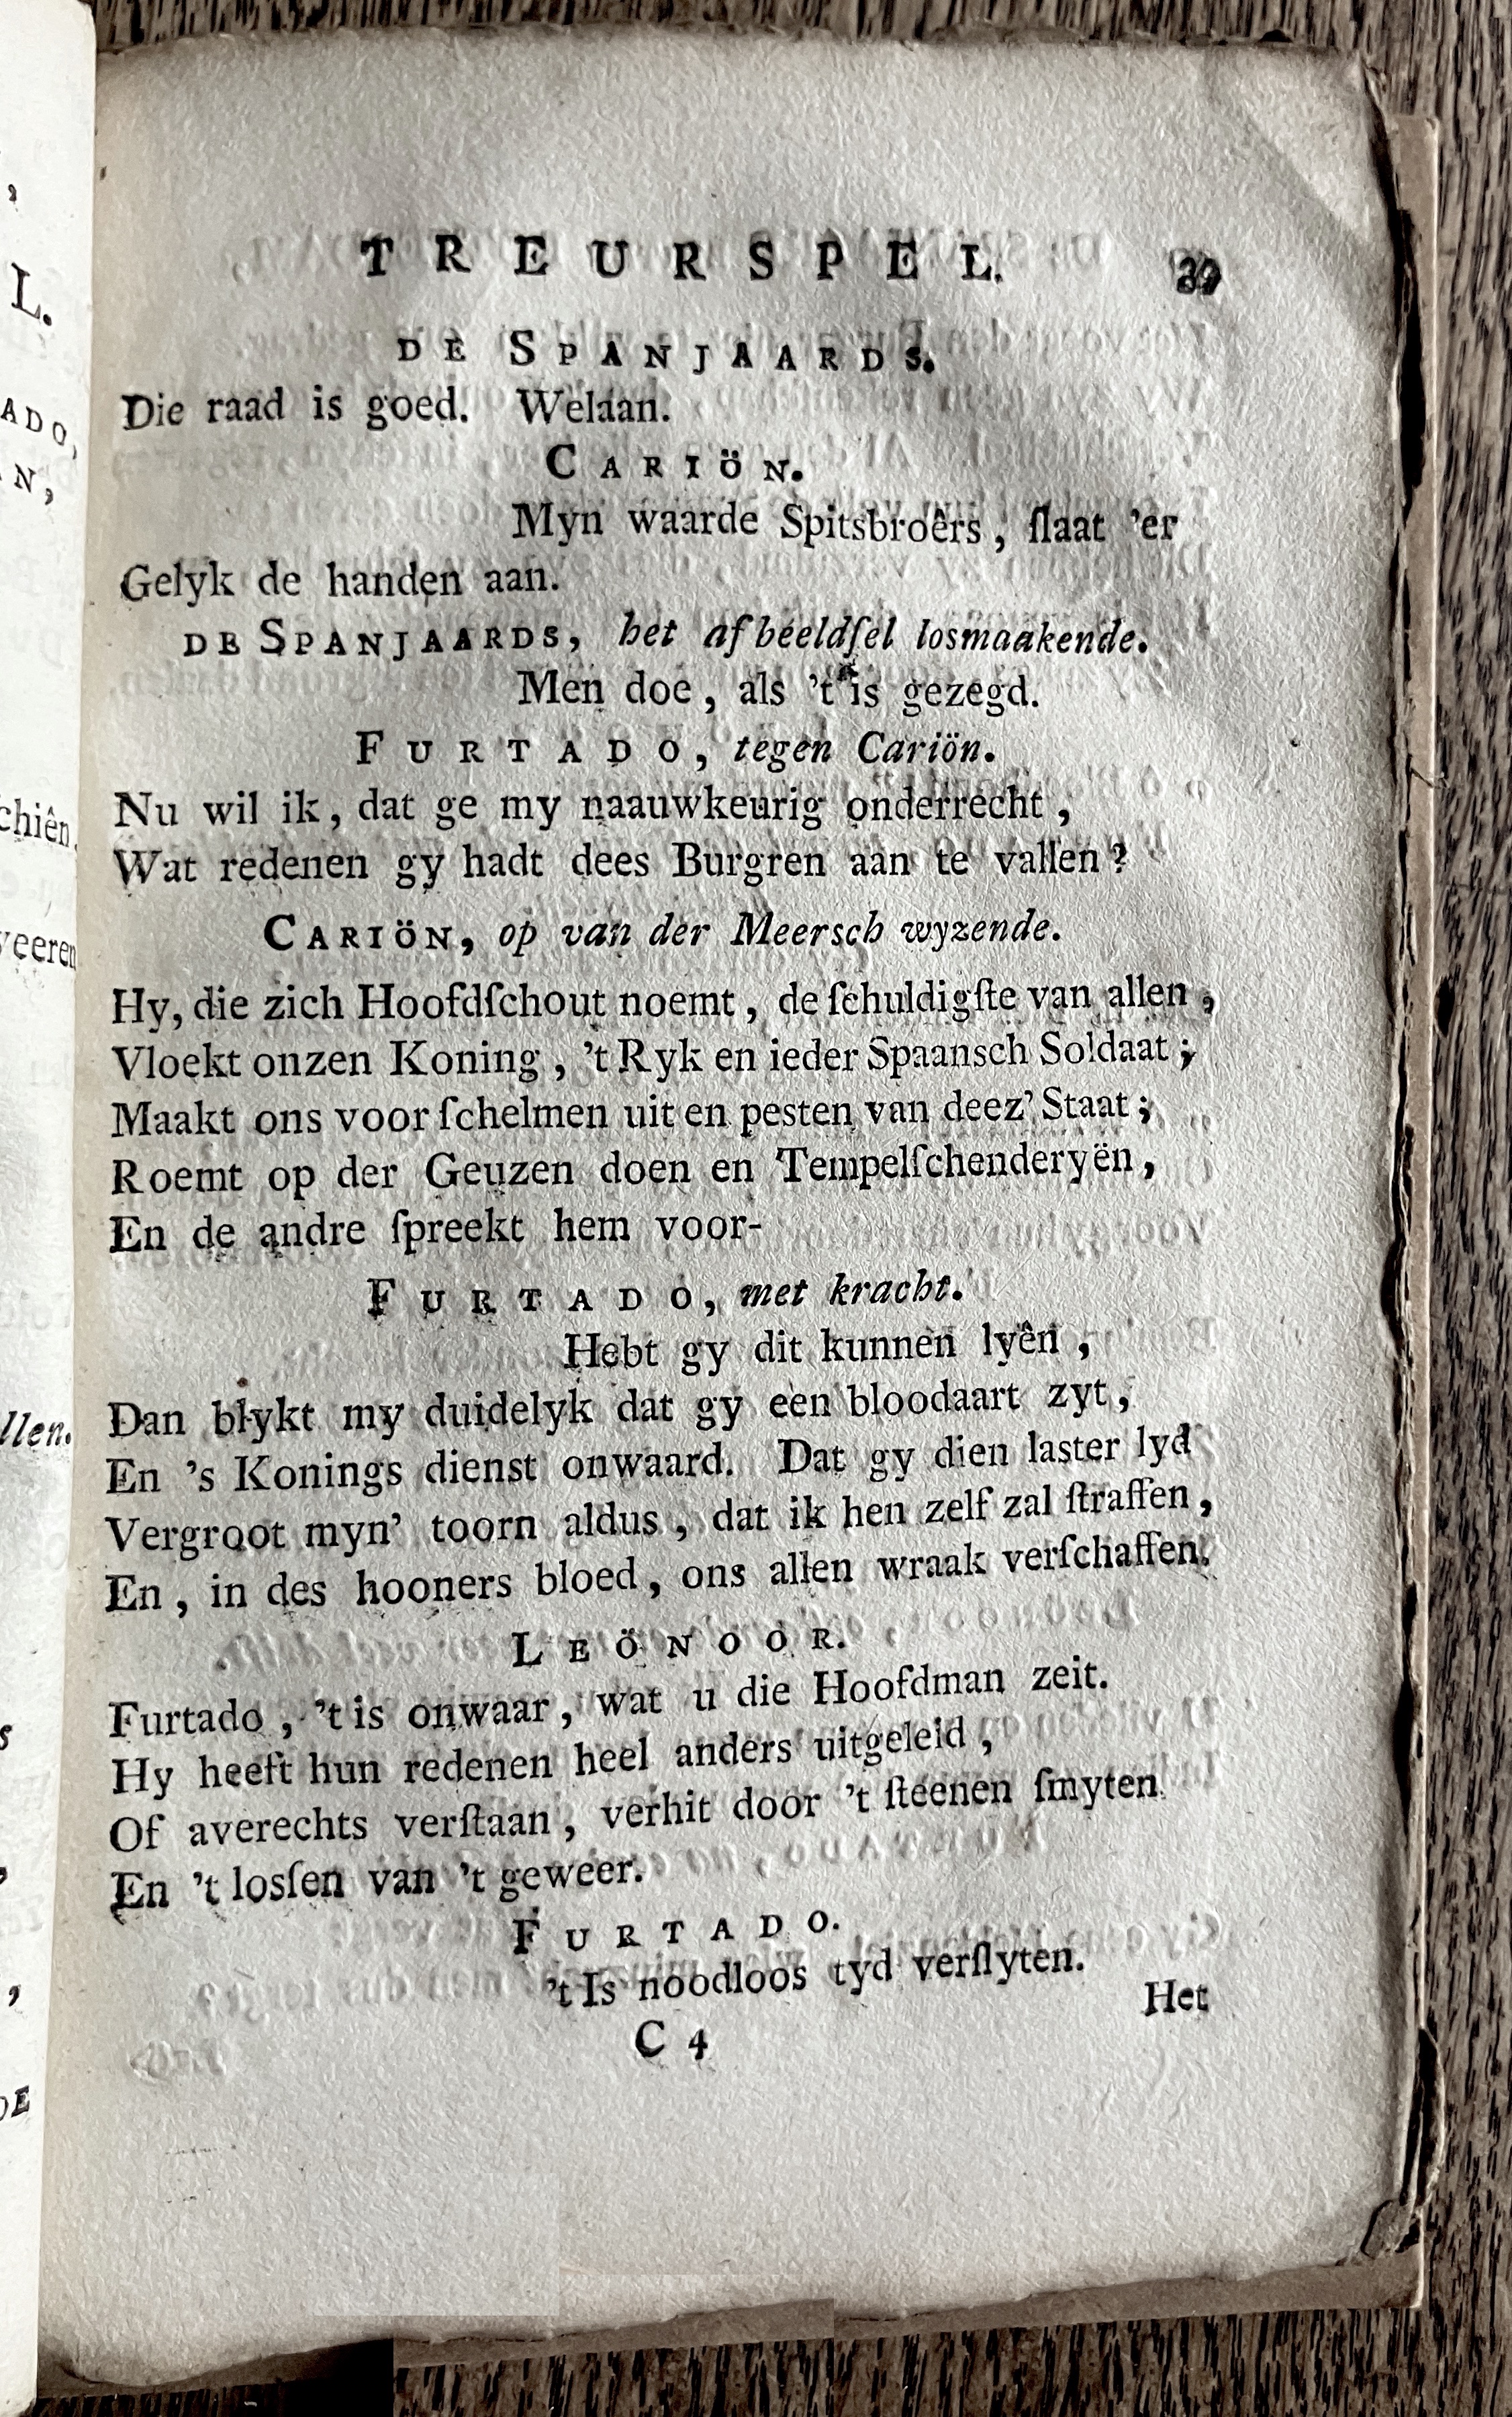 TREURSPEL. 39
DE SPANJAARDS.
Die raad is goed. Welaan.
CARIÖN.
Myn waarde Spitsbroêrs, ſlaat 'er
Gelyk de handen aan.
DE SPANJAARDS, het afbeeldſel losmaakende.
Men doe, als 't is gezegd.
FURTADO, tegen Cariön.
Nu wil ik, dat ge my naauwkeurig onderrecht,
Wat redenen gy hadt dees Burgren aan te vallen?
CARIÖN, op van der Meersch wyzende.
Hy, die zich Hoofdſchout noemt, de ſchuldigſte van allen,
Vloekt onzen Koning, 't Ryk en ieder Spaansch Soldaat;
Maakt ons voor ſchelmen uit en pesten van deez' Staat;
Roemt op der Geuzen doen en Tempelſchenderyën,
En de andre ſpreekt hem voor-
FURTADO, met kracht.
Hebt gy dit kunnen lyên,
Dan blykt my duidelyk dat gy een bloodaart zyt,
En 's Konings dienst onwaard. Dat gy dien laster lyd
Vergroot myn' toorn aldus, dat ik hen zelf zal ſtraffen,
En, in des hooners bloed, ons allen wraak verſchaffen.
LEÖNOOR.
Furtado, 't is onwaar, wat u die Hoofdman zeit.
Hy heeft hun redenen heel anders uitgeleid,
Of averechts verſtaan, verhit door 't ſteenen ſmyten
En 't losſen van 't geweer.
FURTADO.
't Is noodloos tyd verſlyten.
Het
C 4